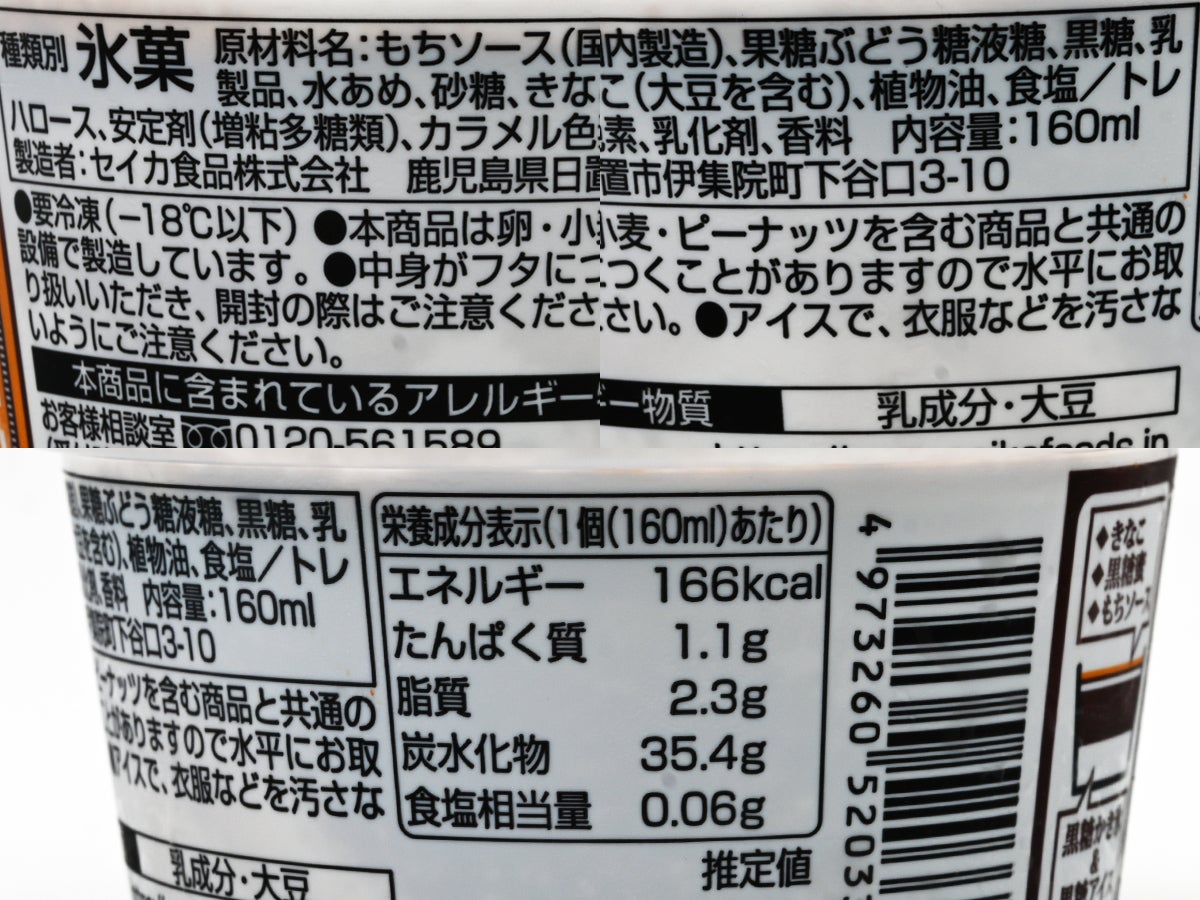 種類別 氷菓 原材料名:もちソース(国内製造)、果糖ぶどう糖液糖、黒糖、乳
製品、水あめ、砂糖、きなこ(大豆を含む)、植物油、食塩/トレ
ハロース、安定剤(増粘多糖類)、カラメル色素、乳化剤、香料 内容量:160ml
製造者:セイカ食品株式会社 鹿児島県日置市伊集院町下谷口3-10
●要冷凍(−18℃以下) ●本商品は卵・小麦・ピーナッツを含む商品と共通の
設備で製造しています。●中身がフタにつくことがありますので水平にお取
り扱いいただき、開封の際はご注意ください。●アイスで、衣服などを汚さな
いようにご注意ください。
本商品に含まれているアレルギー物質 乳成分・大豆
お客様相談室 0120-561589
果糖ぶどう糖液糖、黒糖、乳
を含む)、植物油、食塩/トレ
香料 内容量:160ml
町下谷口3-10
ーナッツを含む商品と共通の
がありますので水平にお取
アイスで、衣服などを汚さな
乳成分・大豆
栄養成分表示(1個(160ml)あたり)
エネルギー 166kcal
たんぱく質 1.1g
脂質 2.3g
炭水化物 35.4g
食塩相当量 0.06g
推定値
4 973260 5203
◆きなこ
◆黒糖蜜
◆もちソース
黒糖かき氷
&
黒糖アイス